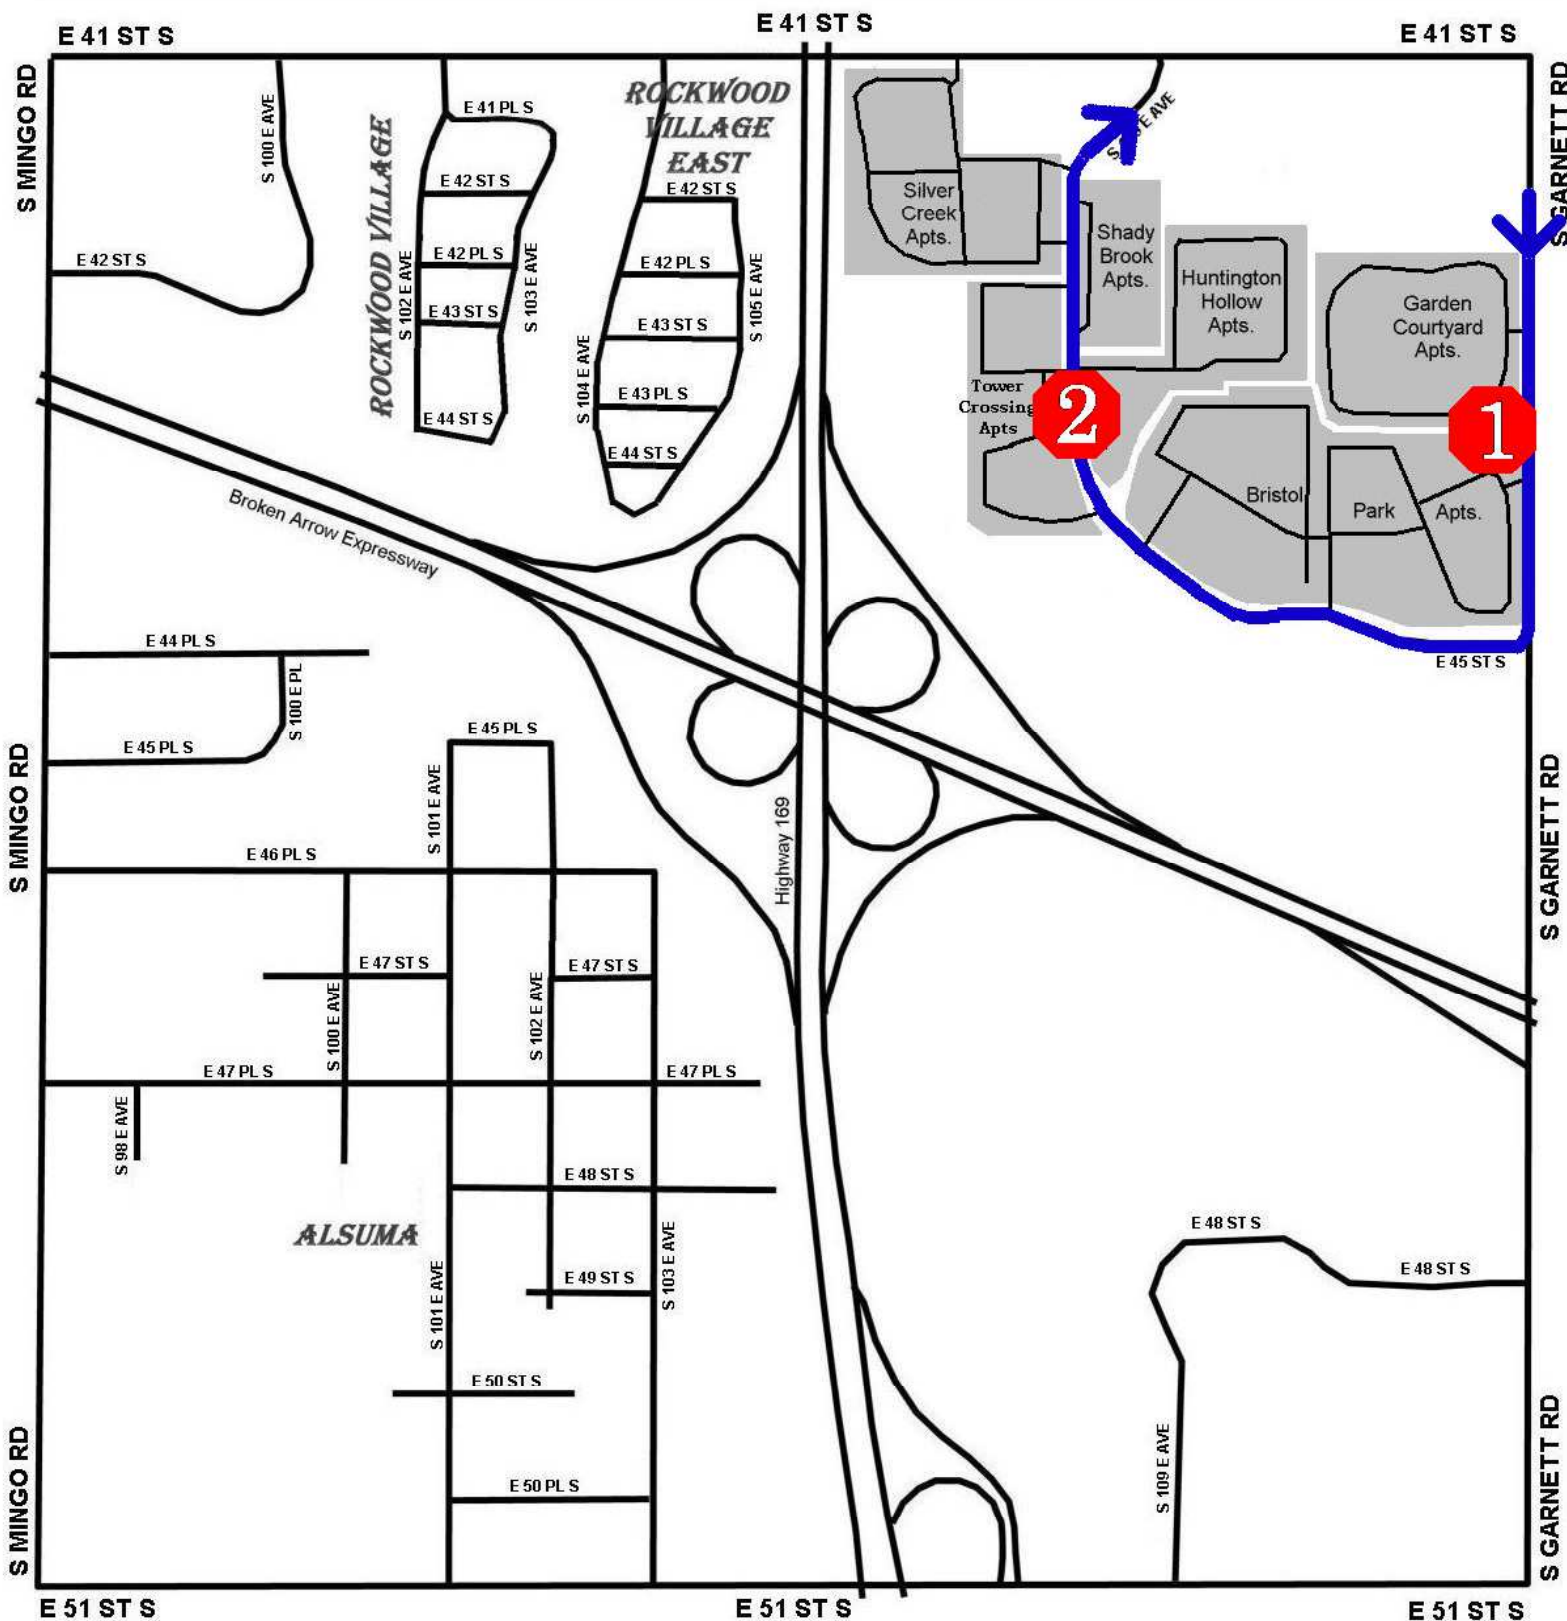 E 41 ST S
E 41 ST S
E 41 ST S
S MINGO RD
S 100 E AVE
E 42 ST S
ROCKWOOD VILLAGE
E 41 PL S
E 42 ST S
E 42 PL S
E 43 ST S
E 44 ST S
S 102 E AVE
S 103 E AVE
ROCKWOOD
VILLAGE
EAST
E 42 ST S
E 42 PL S
E 43 ST S
E 43 PL S
E 44 ST S
S 104 E AVE
S 105 E AVE
Silver
Creek
Apts.
E AVE
Shady
Brook
Apts.
Huntington
Hollow
Apts.
Garden
Courtyard
Apts.
S GARNETT RD
Tower
Crossing
Apts
2
1
Bristol
Park
Apts.
E 45 ST S
Broken Arrow Expressway
E 44 PL S
S 100 E PL
E 45 PL S
S MINGO RD
E 45 PL S
S 101 E AVE
E 46 PL S
Highway 169
S GARNETT RD
E 47 ST S
E 47 ST S
S 100 E AVE
S 102 E AVE
E 47 PL S
E 47 PL S
S 98 E AVE
E 48 ST S
ALSUMA
E 49 ST S
S 101 E AVE
S 103 E AVE
E 50 ST S
E 50 PL S
E 48 ST S
E 48 ST S
S 109 E AVE
S MINGO RD
S GARNETT RD
E 51 ST S
E 51 ST S
E 51 ST S